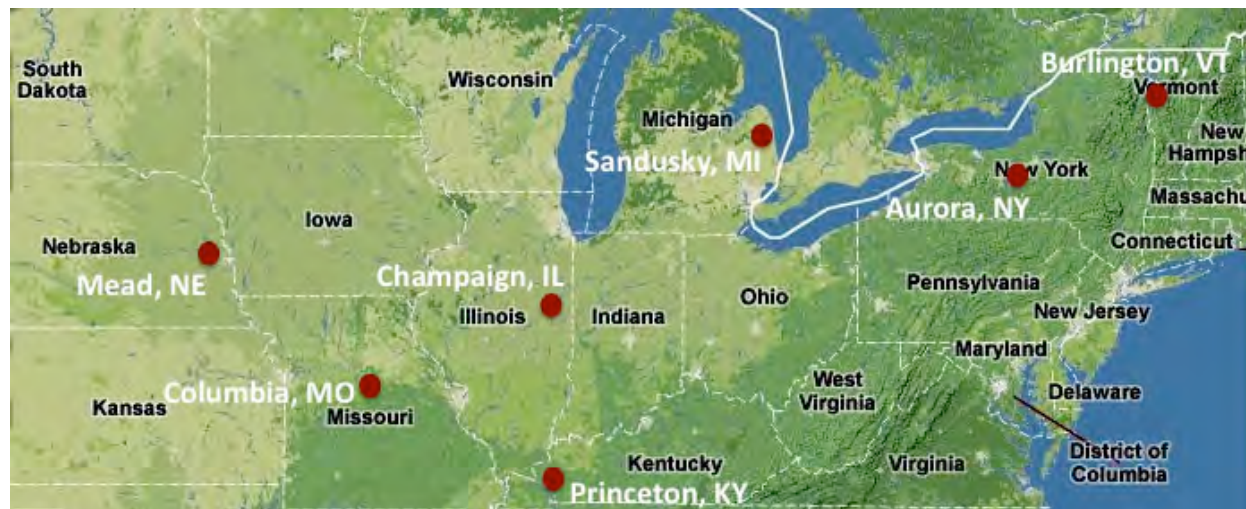 Burlington, VT
South
Dakota
Wisconsin
Vermont
Michigan
New
Hampsh
Sandusky, MI
New York
Massachu
Aurora, NY
Iowa
Nebraska
Connecticut
Mead, NE
Champaign, IL
Pennsylvania
Ohio
Illinois
Indiana
New Jersey
Maryland
Columbia, MO
West
Virginia
Delaware
Kansas
Missouri
Kentucky
Virginia
District of
Columbia
Princeton, KY